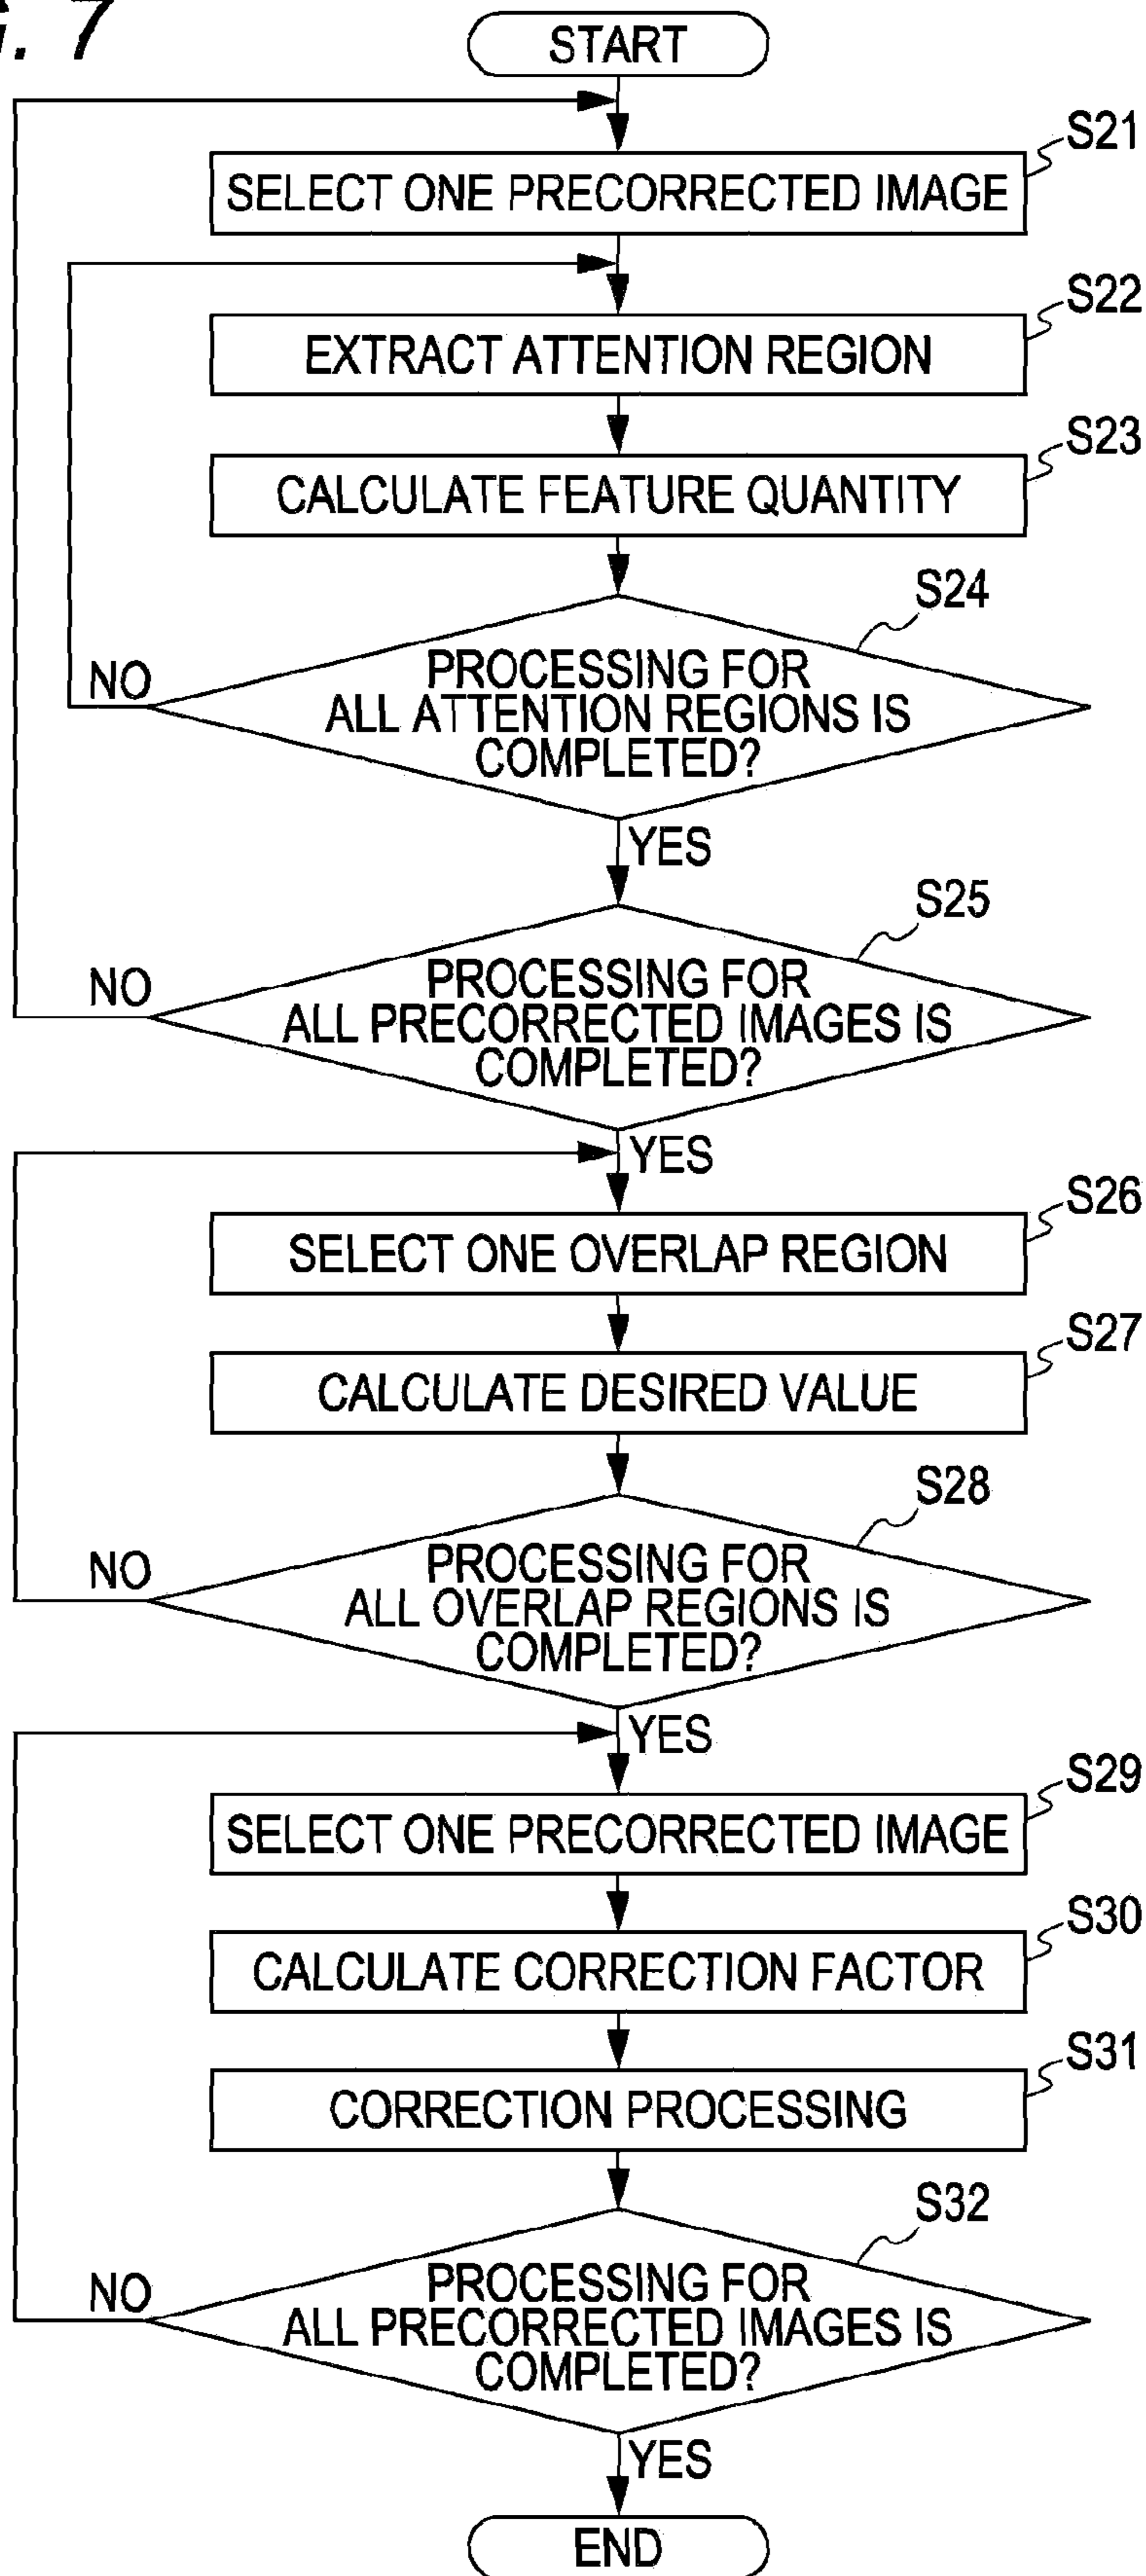 G. 7
START
S21
SELECT ONE PRECORRECTED IMAGE
S22
EXTRACT ATTENTION REGION
S23
CALCULATE FEATURE QUANTITY
S24
PROCESSING FOR
ALL ATTENTION REGIONS IS
COMPLETED?
NO
YES
S25
PROCESSING FOR
ALL PRECORRECTED IMAGES IS
COMPLETED?
NO
YES
S26
SELECT ONE OVERLAP REGION
S27
CALCULATE DESIRED VALUE
S28
PROCESSING FOR
ALL OVERLAP REGIONS IS
COMPLETED?
NO
YES
S29
SELECT ONE PRECORRECTED IMAGE
S30
CALCULATE CORRECTION FACTOR
S31
CORRECTION PROCESSING
S32
PROCESSING FOR
ALL PRECORRECTED IMAGES IS
COMPLETED?
NO
YES
END